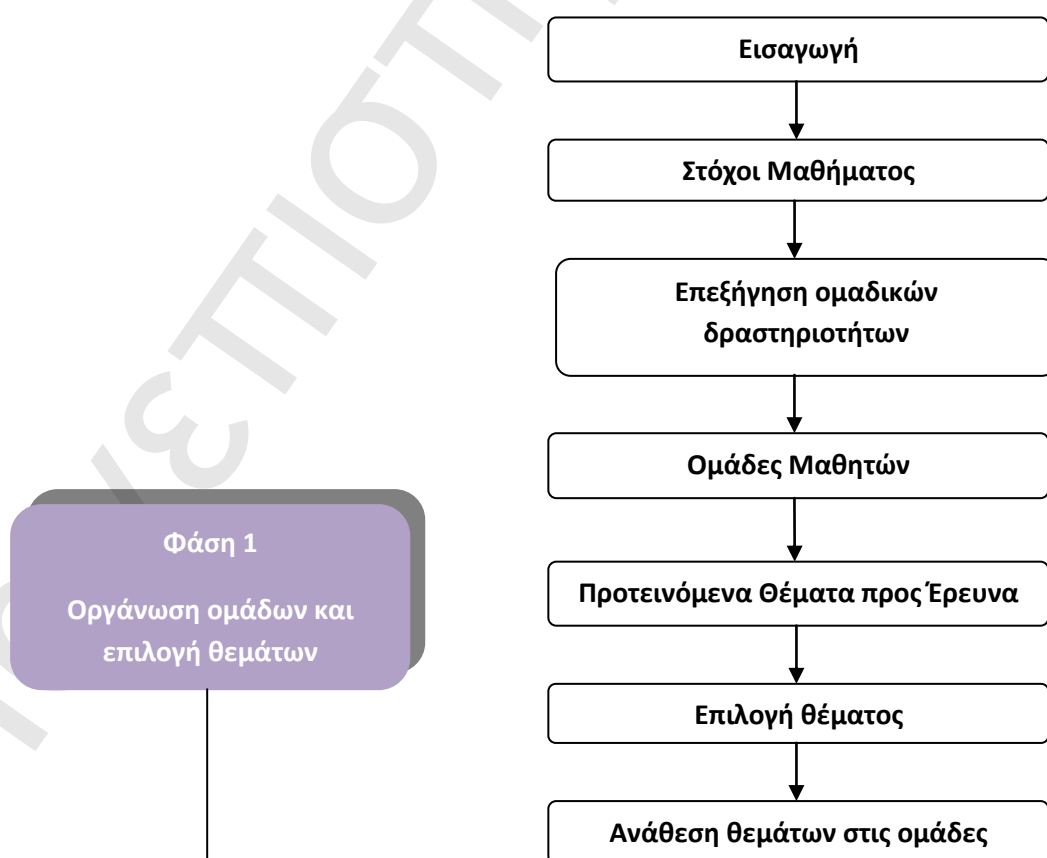 Εισαγωγή
Στόχοι Μαθήματος
Επεξήγηση ομαδικών
δραστηριοτήτων
Ομάδες Μαθητών
Φάση 1
Οργάνωση ομάδων και
επιλογή θεμάτων
Προτεινόμενα Θέματα προς Έρευνα
Επιλογή θέματος
Ανάθεση θεμάτων στις ομάδες